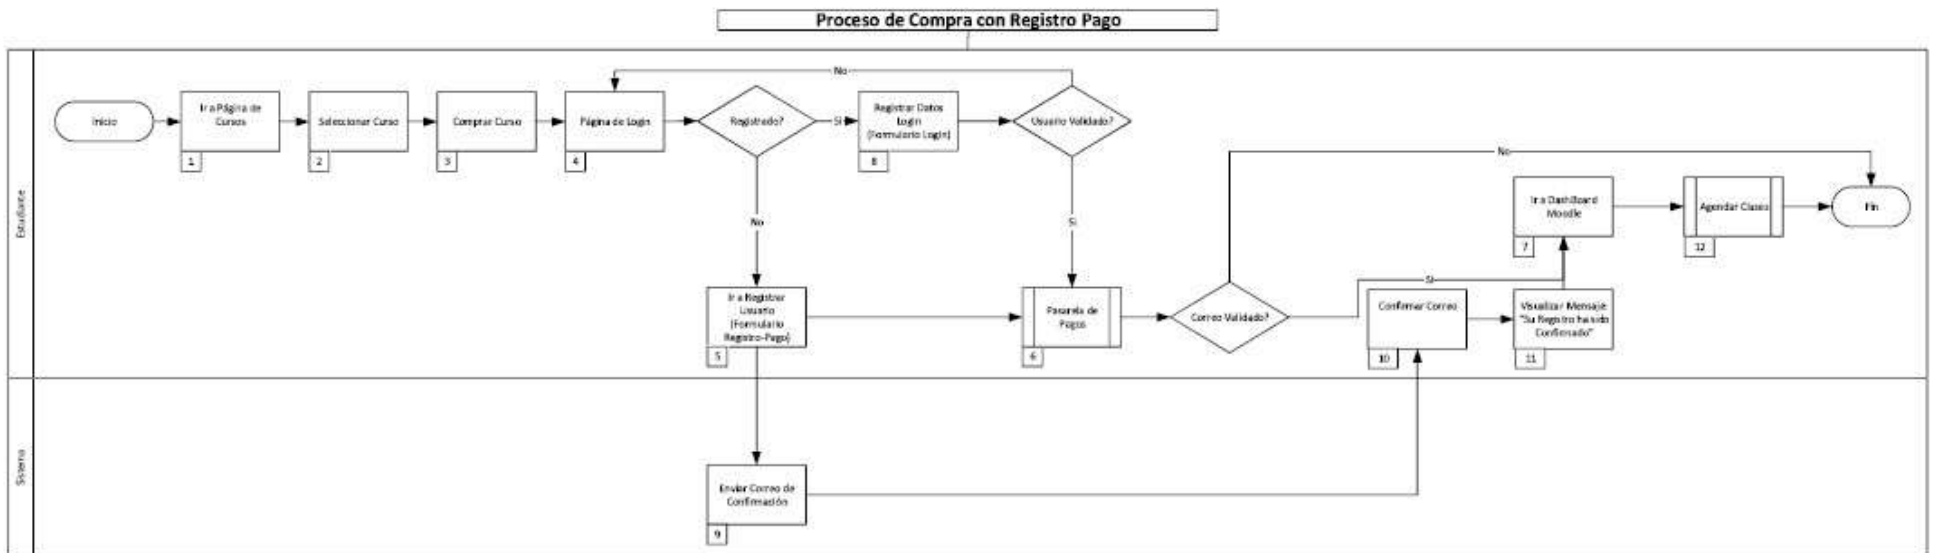 Proceso de Compra con Registro Pago
Estudiante
Inicio
Ir a Página de
Cursos
1
Seleccionar Curso
2
Comprar Curso
3
Página de Login
4
Registrado?
Si
No
Registrar Datos
Login
(Formulario Login)
8
Usuario Validado?
No
Si
Ir a Registrar
Usuario
(Formulario
Registro-Pago)
5
Pasarela de
Pagos
6
Correo Validado?
No
Si
Confirmar Correo
10
Visualizar Mensaje
"Su Registro ha sido
Confirmado"
11
Ir a DashBoard
Moodle
7
Agendar Clases
12
Fin
Sistema
Enviar Correo de
Confirmación
9